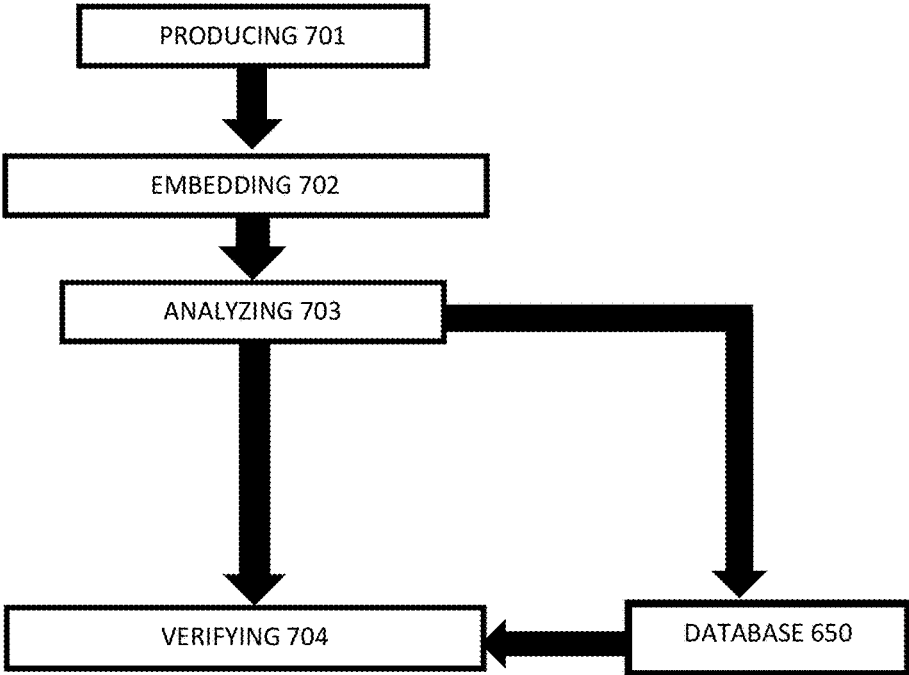 PRODUCING 701
EMBEDDING 702
ANALYZING 703
VERIFYING 704
DATABASE 650